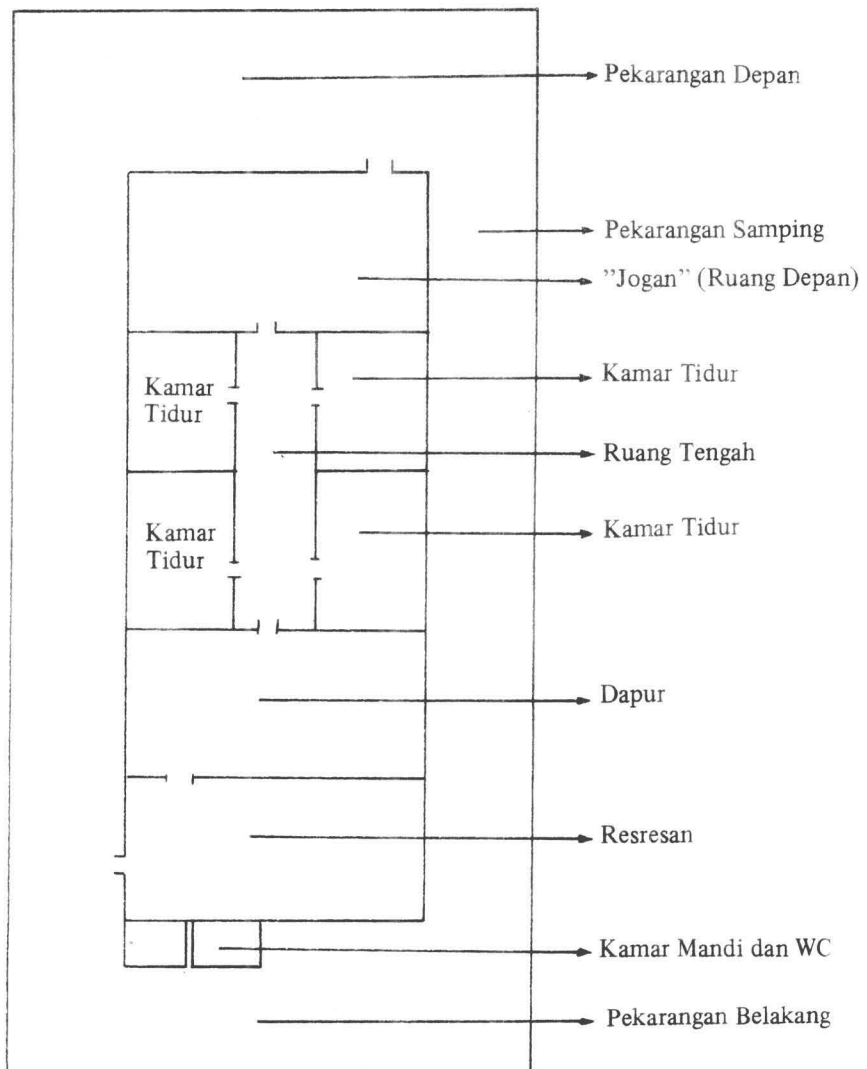 Pekarangan Depan
Pekarangan Samping
”Jogan” (Ruang Depan)
Kamar Tidur
Kamar
Tidur
Ruang Tengah
Kamar Tidur
Kamar
Tidur
Dapur
Resresan
Kamar Mandi dan WC
Pekarangan Belakang